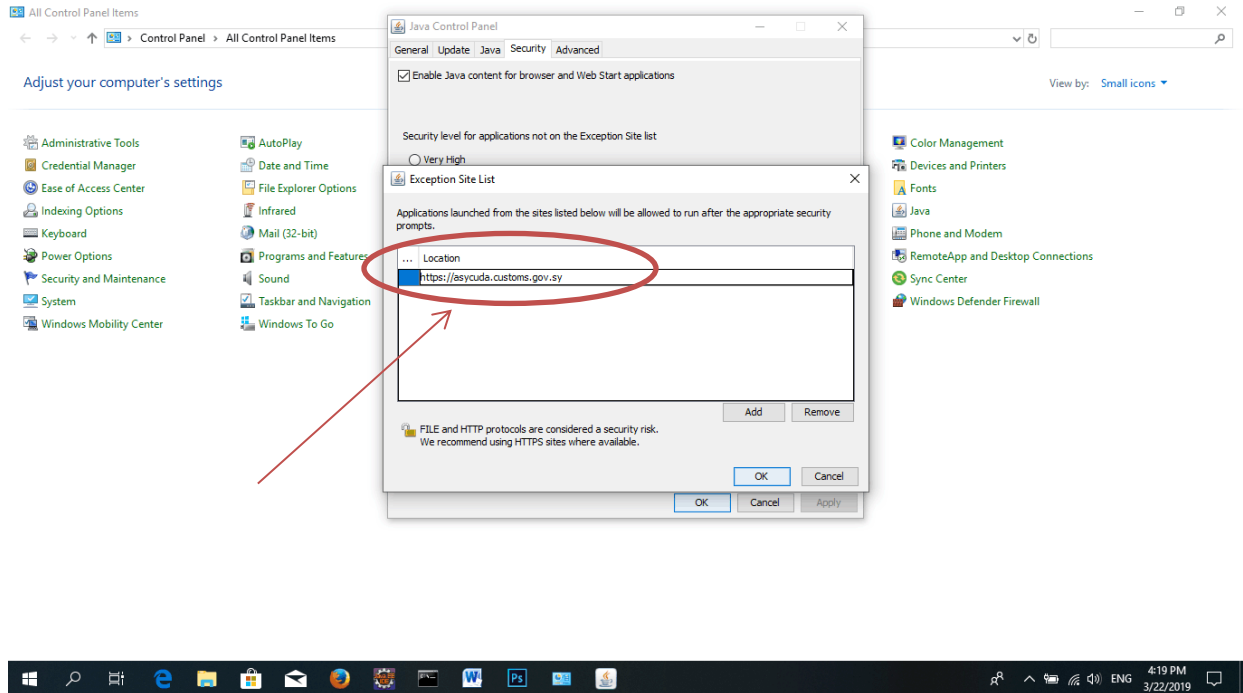 All Control Panel Items
Control Panel > All Control Panel Items
Adjust your computer's settings
View by: Small icons
Administrative Tools
Credential Manager
Ease of Access Center
Indexing Options
Keyboard
Power Options
Security and Maintenance
System
Windows Mobility Center
AutoPlay
Date and Time
File Explorer Options
Infrared
Mail (32-bit)
Programs and Features
Sound
Taskbar and Navigation
Windows To Go
Java Control Panel
General Update Java Security Advanced
Enable Java content for browser and Web Start applications
Security level for applications not on the Exception Site list
Very High
Exception Site List
Applications launched from the sites listed below will be allowed to run after the appropriate security
prompts.
... Location
https://asycuda.customs.gov.sy
Add Remove
FILE and HTTP protocols are considered a security risk.
We recommend using HTTPS sites where available.
OK Cancel
OK Cancel Apply
Color Management
Devices and Printers
Fonts
Java
Phone and Modem
RemoteApp and Desktop Connections
Sync Center
Windows Defender Firewall
W Ps ENG
4:19 PM
3/22/2019